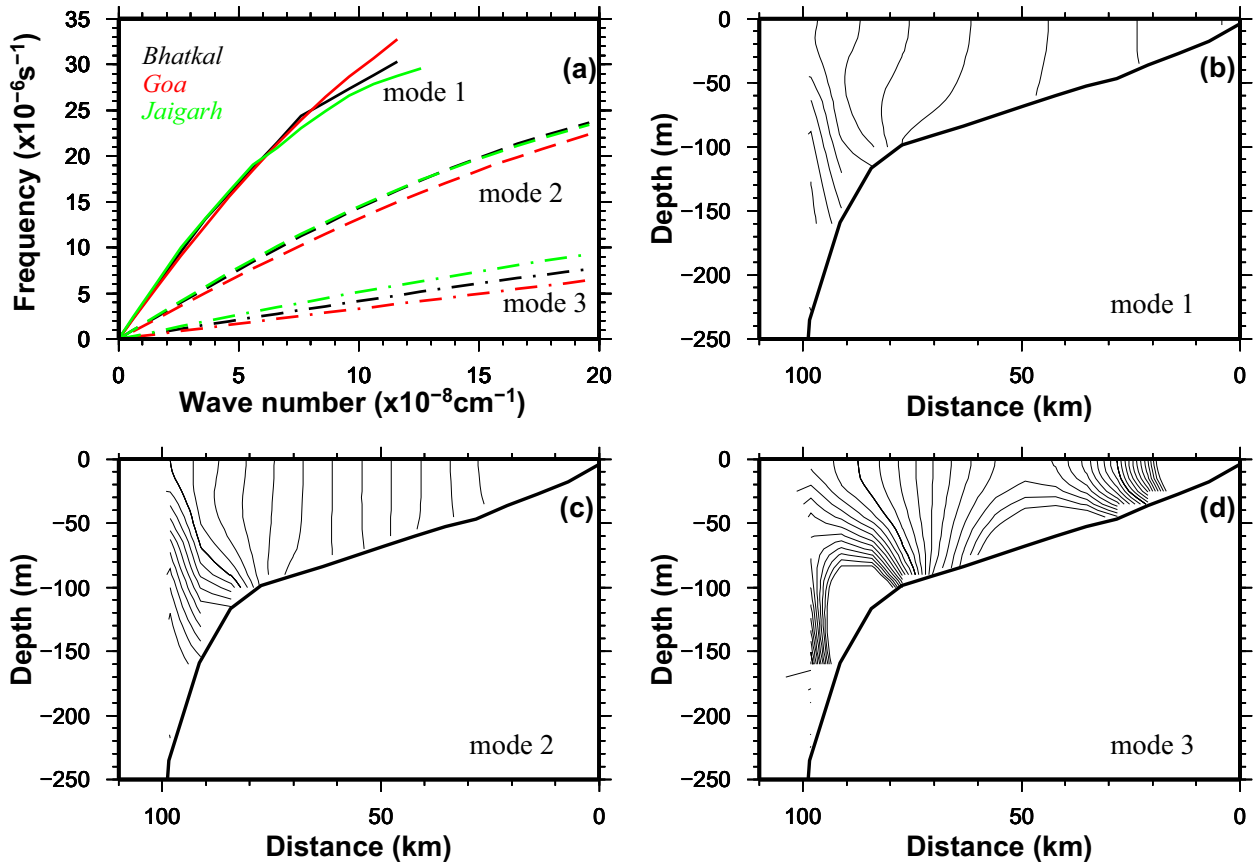 35
30
25
20
15
10
5
0
Frequency (x10⁻⁶s⁻¹)
Bhatkal
Goa
Jaigarh
(a)
mode 1
mode 2
mode 3
0 5 10 15 20
Wave number (x10⁻⁸cm⁻¹)
−0
−50
−100
−150
−200
−250
Depth (m)
(b)
mode 1
100 50 0
Distance (km)
0
−50
−100
−150
−200
−250
Depth (m)
(c)
mode 2
100 50 0
Distance (km)
0
−50
−100
−150
−200
−250
Depth (m)
(d)
mode 3
100 50 0
Distance (km)